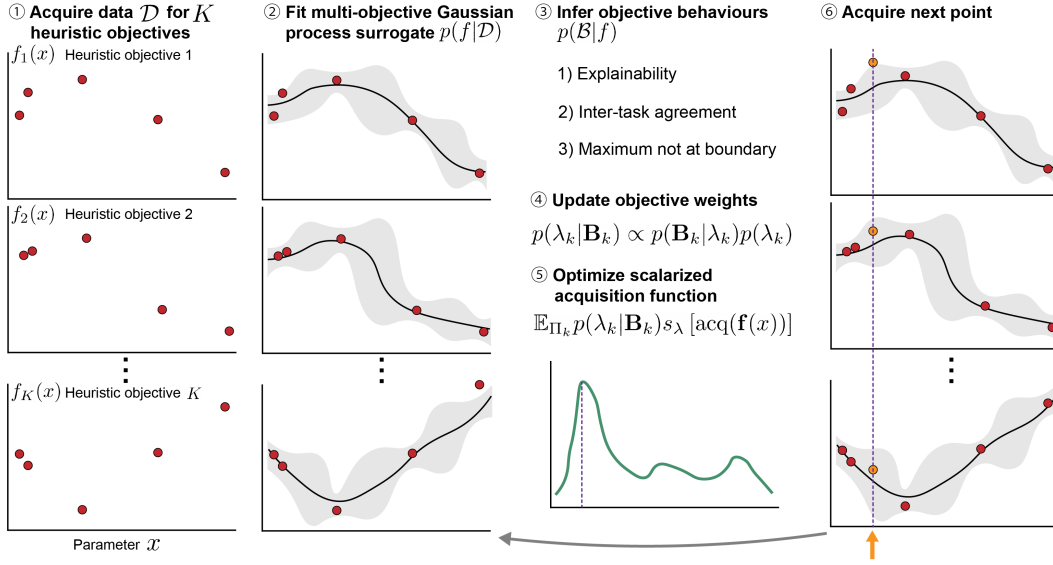 ① Acquire data 𝒟 for K
heuristic objectives
f₁(x) Heuristic objective 1
f₂(x) Heuristic objective 2
⋮
f_K(x) Heuristic objective K
Parameter x
② Fit multi-objective Gaussian
process surrogate p(f|𝒟)
⋮
③ Infer objective behaviours
p(ℬ|f)
1) Explainability
2) Inter-task agreement
3) Maximum not at boundary
④ Update objective weights
p(λ_k|𝐁_k) ∝ p(𝐁_k|λ_k)p(λ_k)
⑤ Optimize scalarized
acquisition function
𝔼_{Π_k} p(λ_k|𝐁_k)s_λ [acq(𝐟(x))]
⑥ Acquire next point
⋮